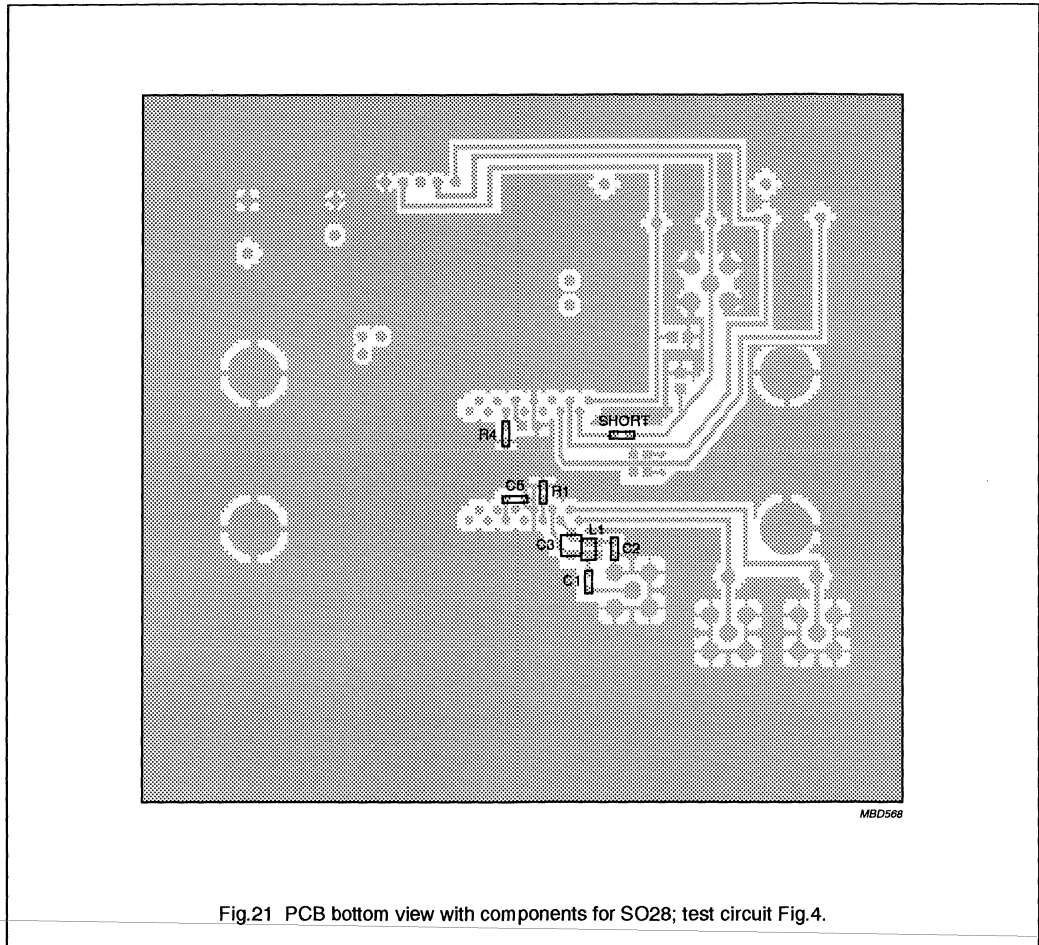 SHORT
R4
C5
R1
L1
C3
C2
C1
MBD568
Fig.21 PCB bottom view with components for SO28; test circuit Fig.4.